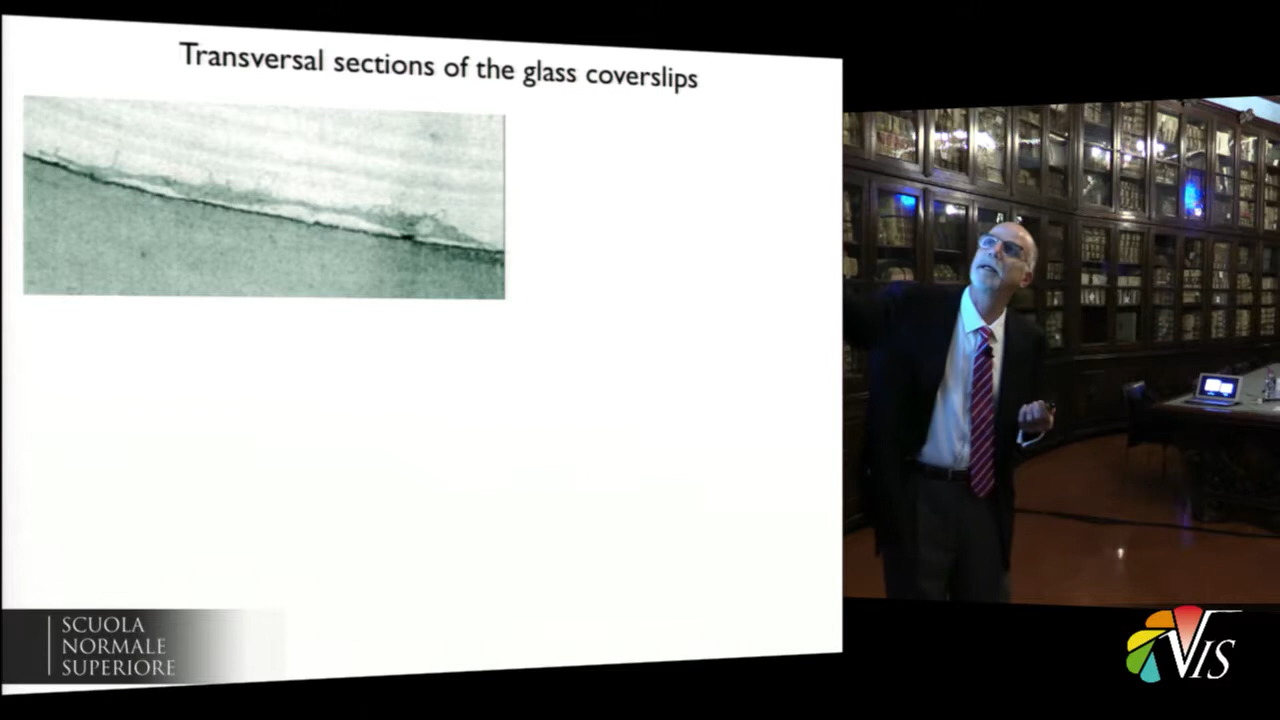 Transversal sections of the glass coverslips
SCUOLA
NORMALE
SUPERIORE
VIS